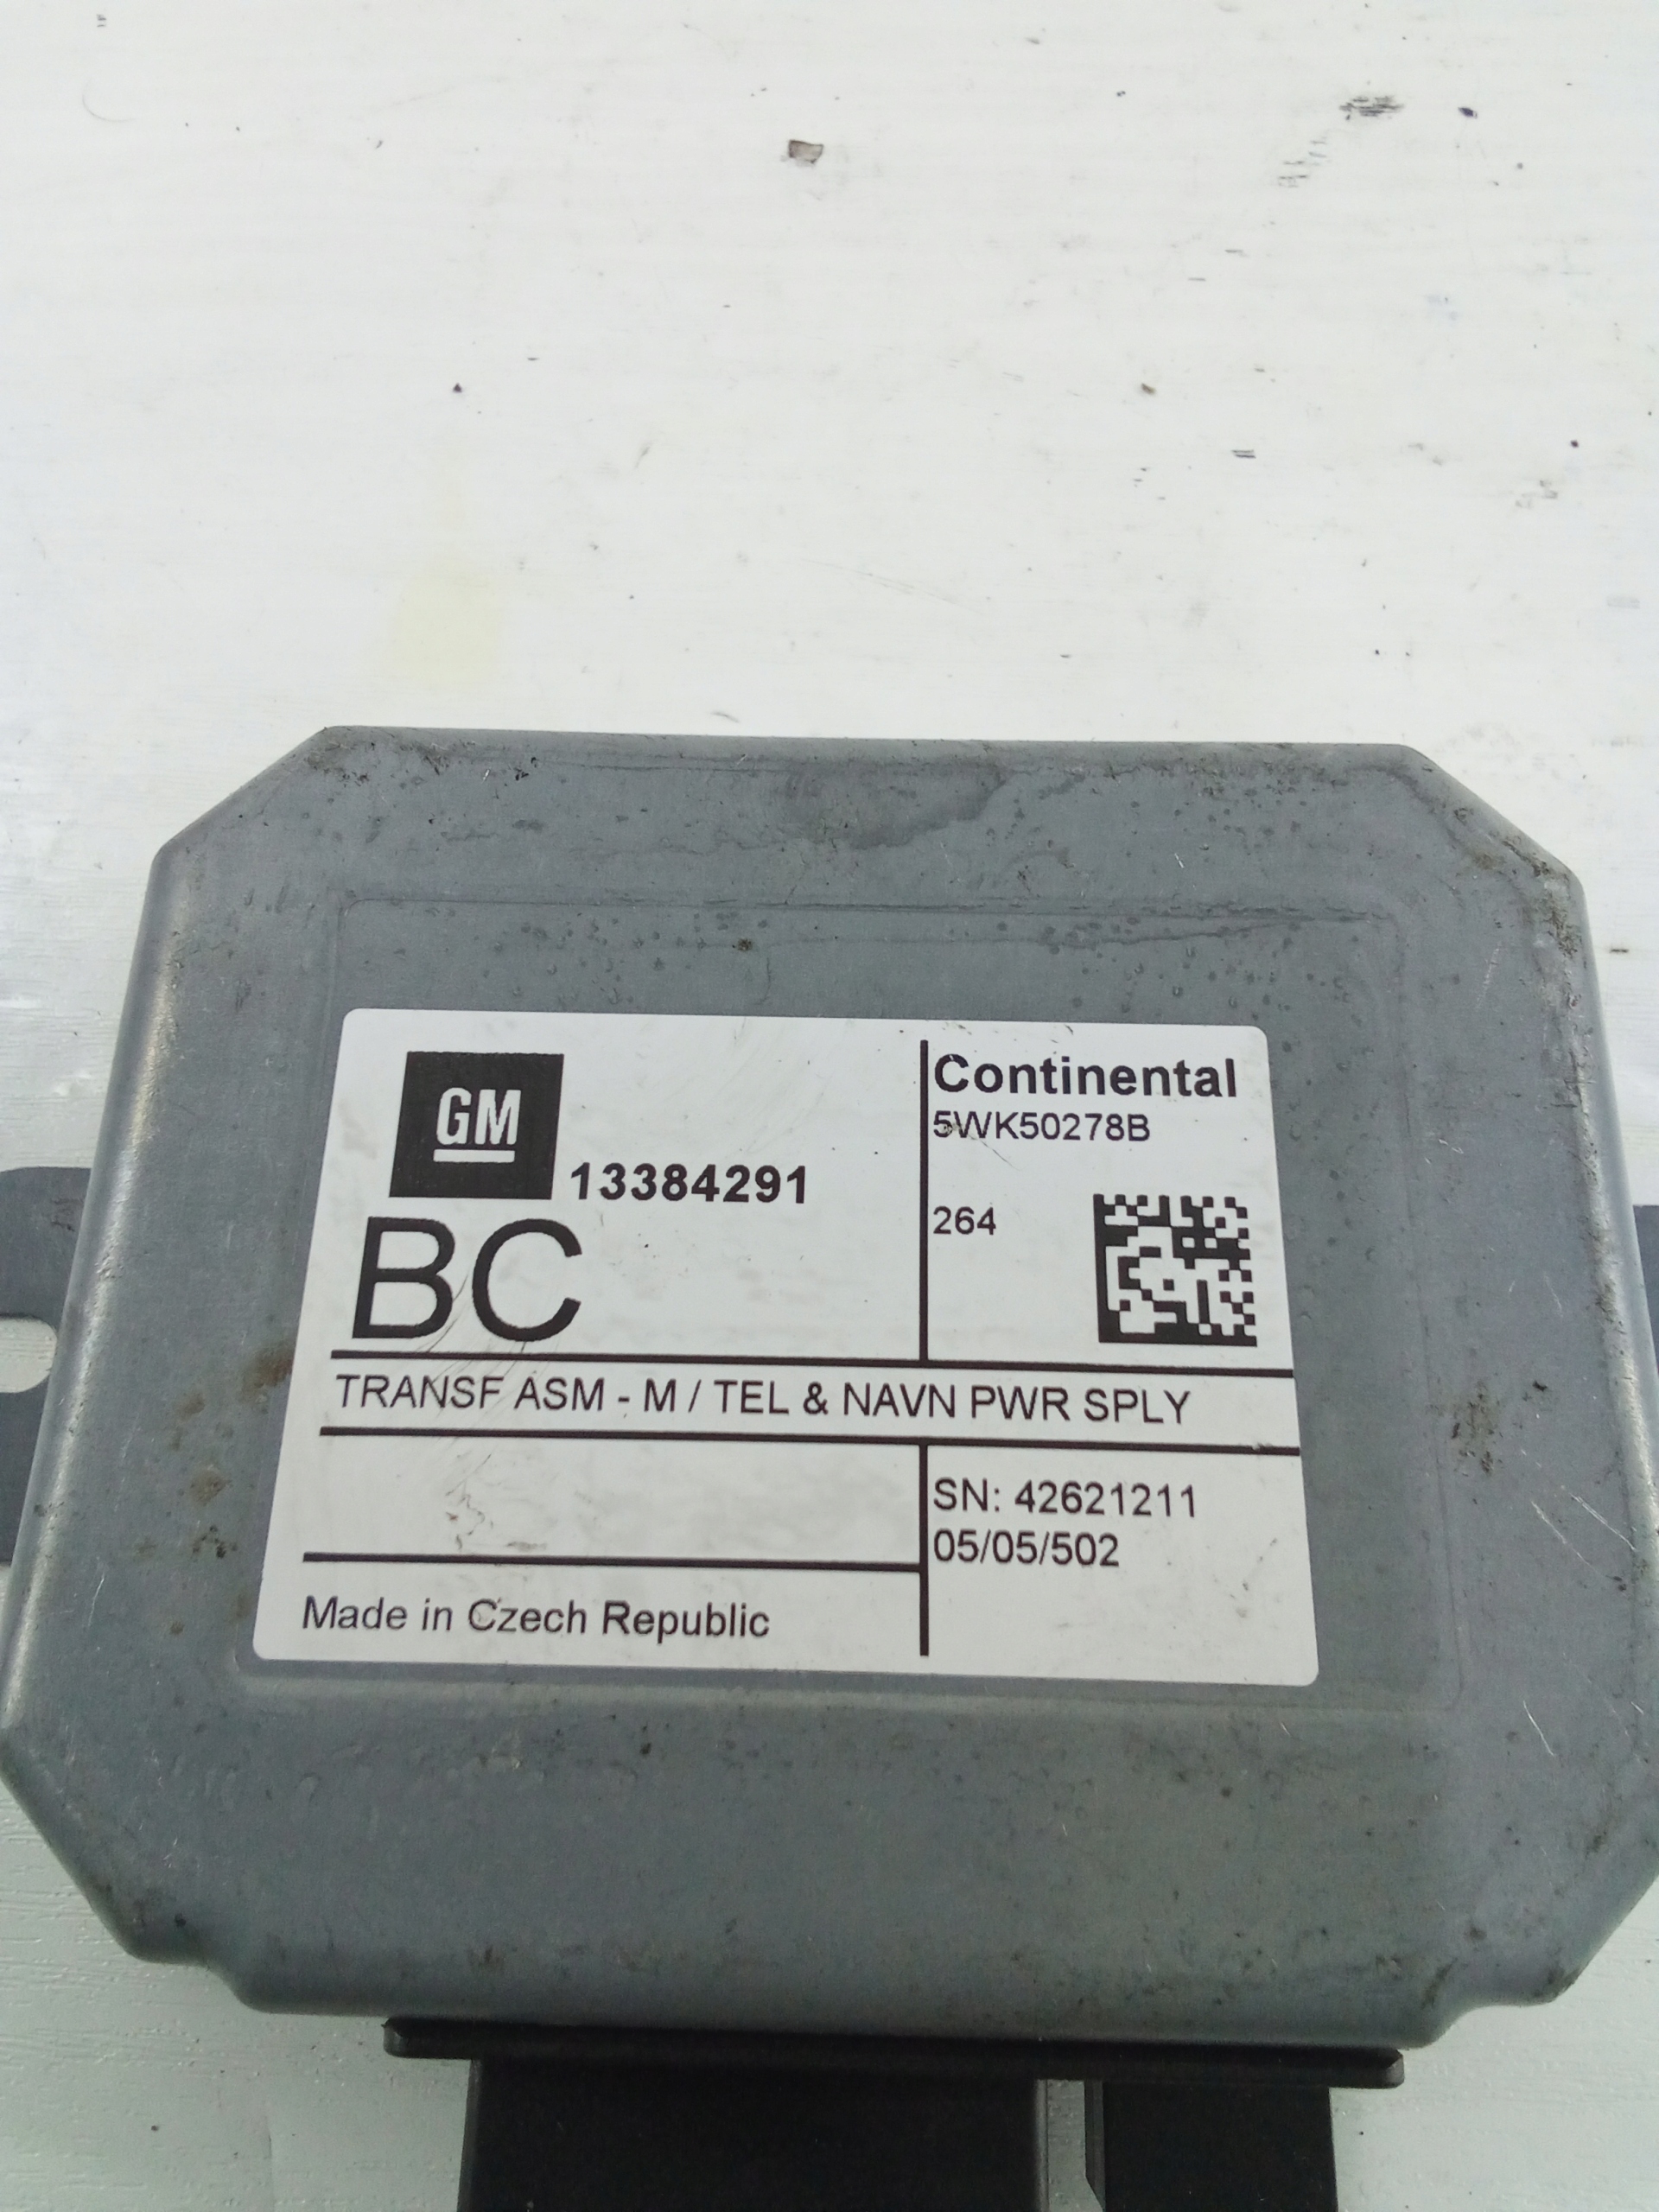 GM
13384291
BC
Continental
5WK50278B
264
TRANSF ASM - M / TEL & NAVN PWR SPLY
SN: 42621211
05/05/502
Made in Czech Republic